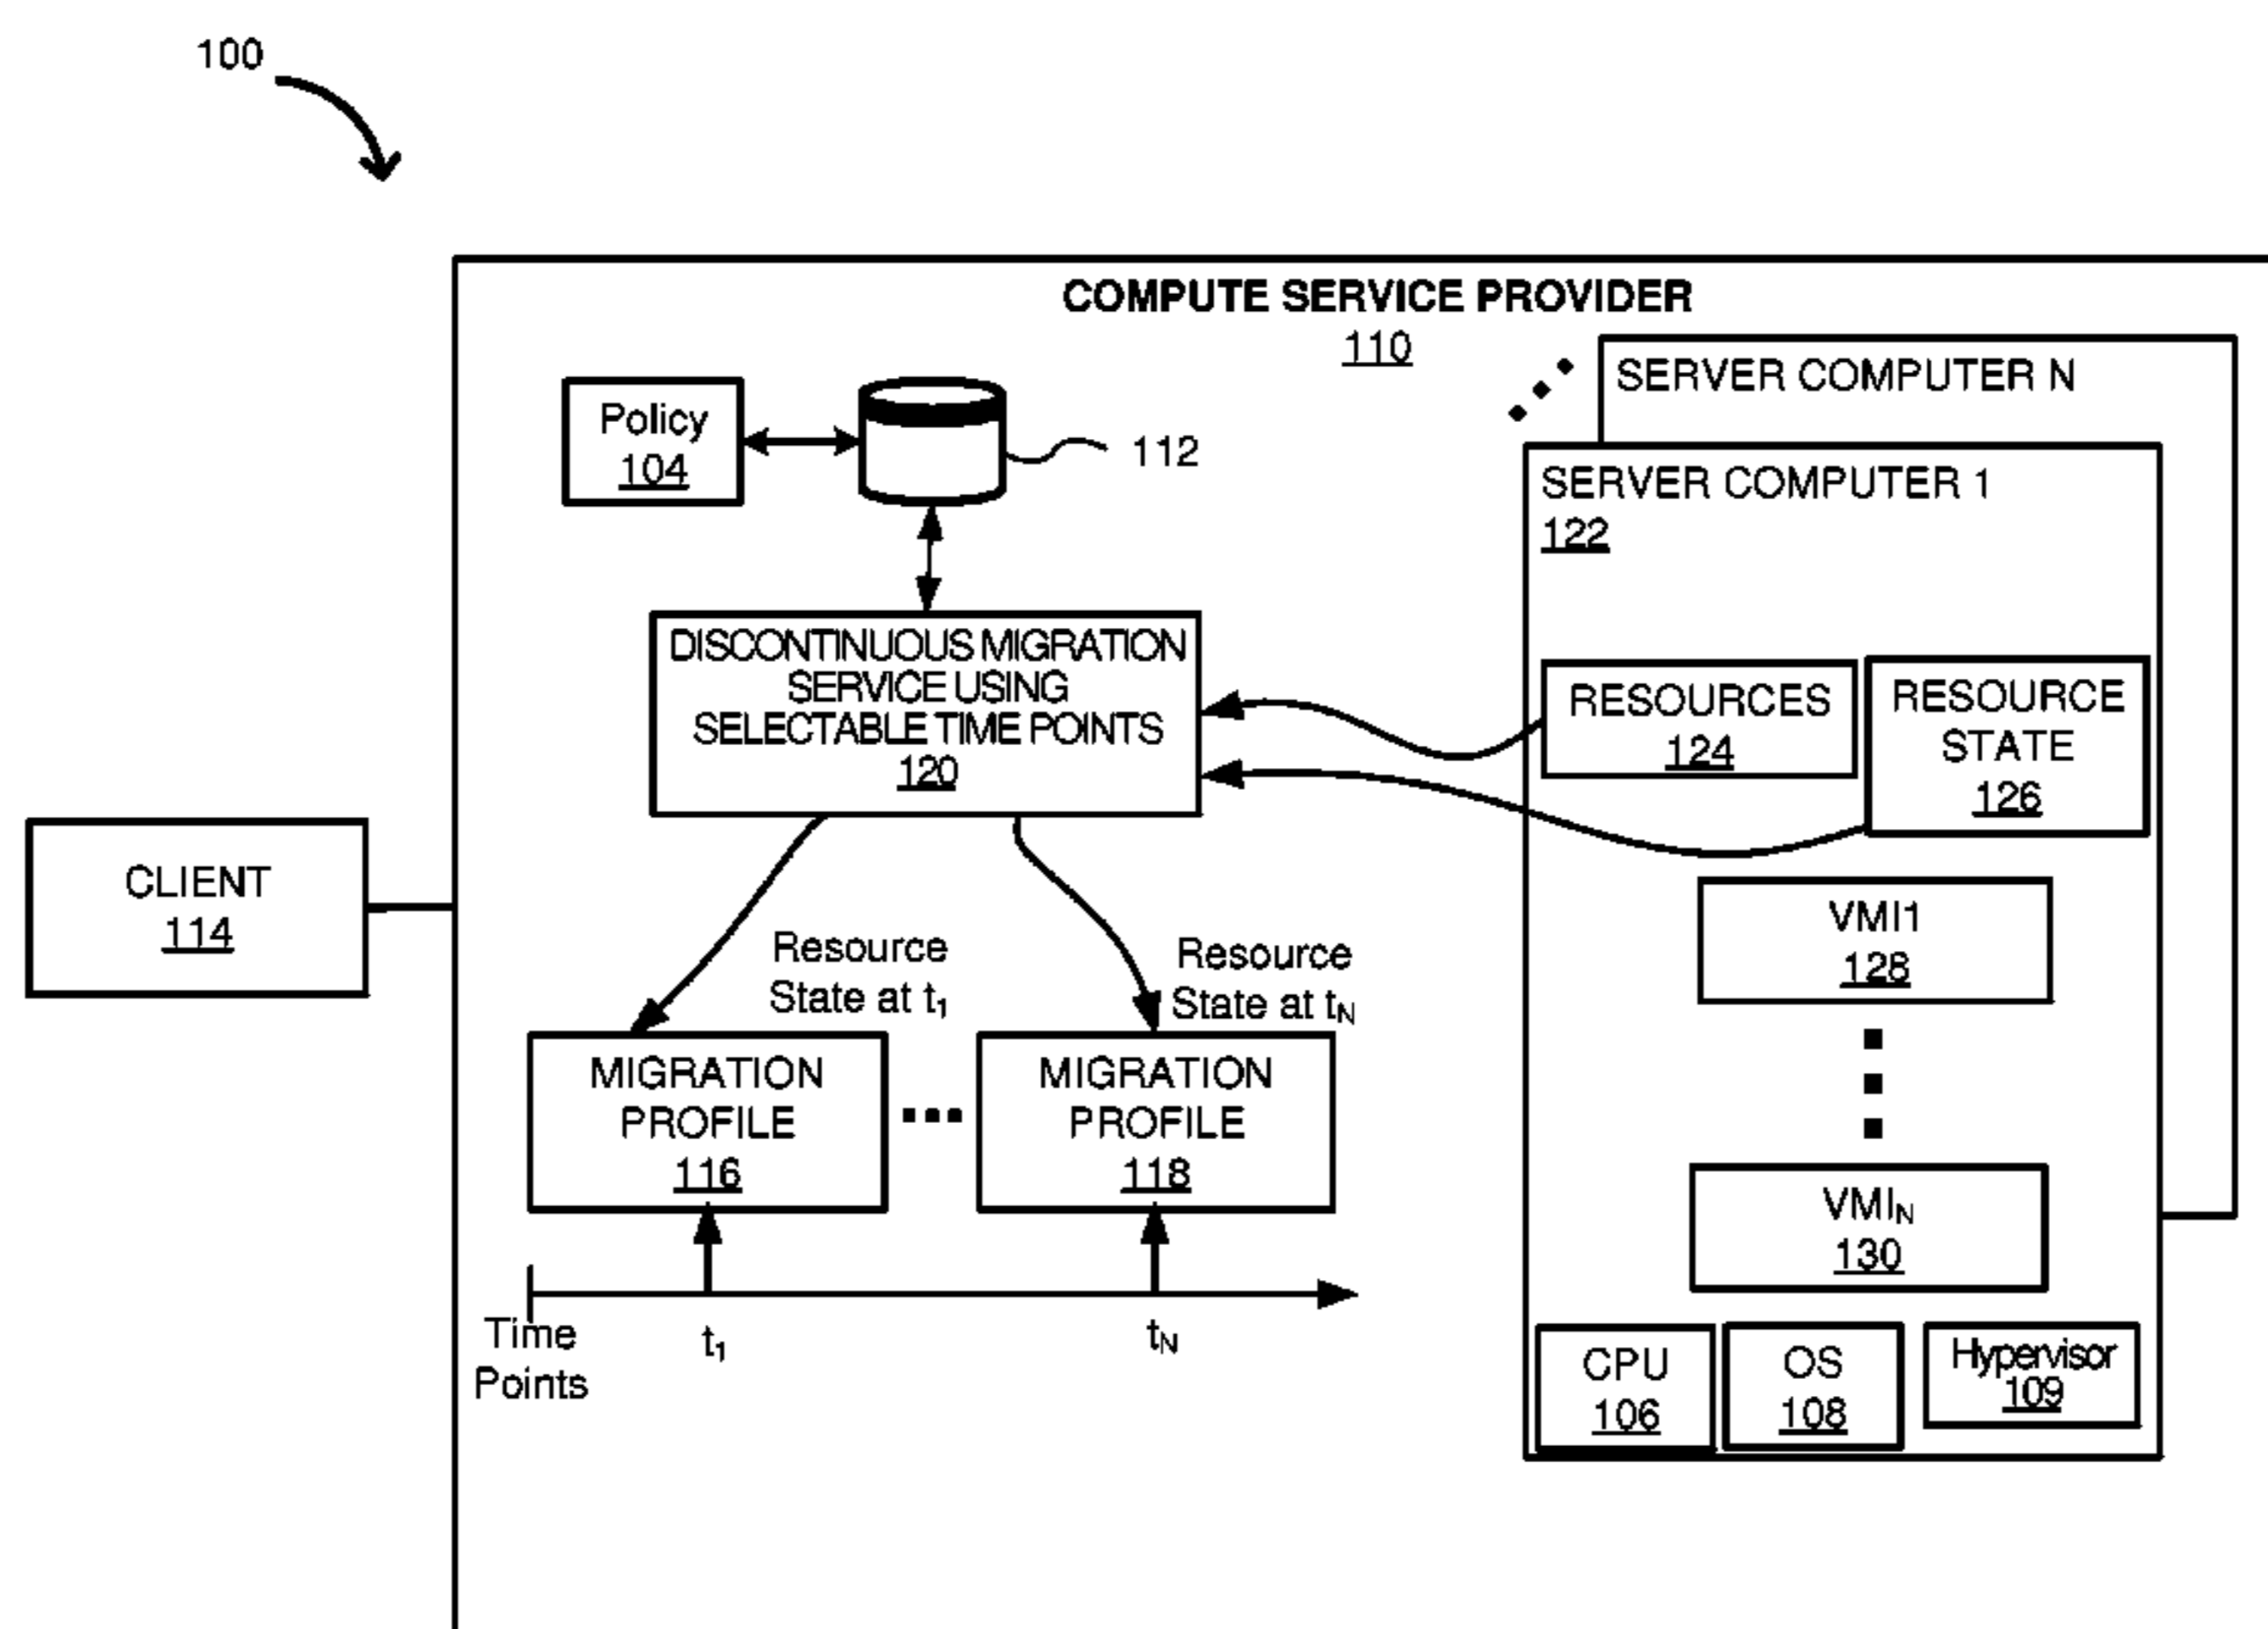 100
COMPUTE SERVICE PROVIDER
110
SERVER COMPUTER N
Policy
104
112
SERVER COMPUTER 1
122
DISCONTINUOUS MIGRATION
SERVICE USING
SELECTABLE TIME POINTS
120
RESOURCES
124
RESOURCE
STATE
126
CLIENT
114
VMI1
128
Resource
State at t1
Resource
State at tN
MIGRATION
PROFILE
116
MIGRATION
PROFILE
118
VMIN
130
Time
Points
t1
tN
CPU
106
OS
108
Hypervisor
109